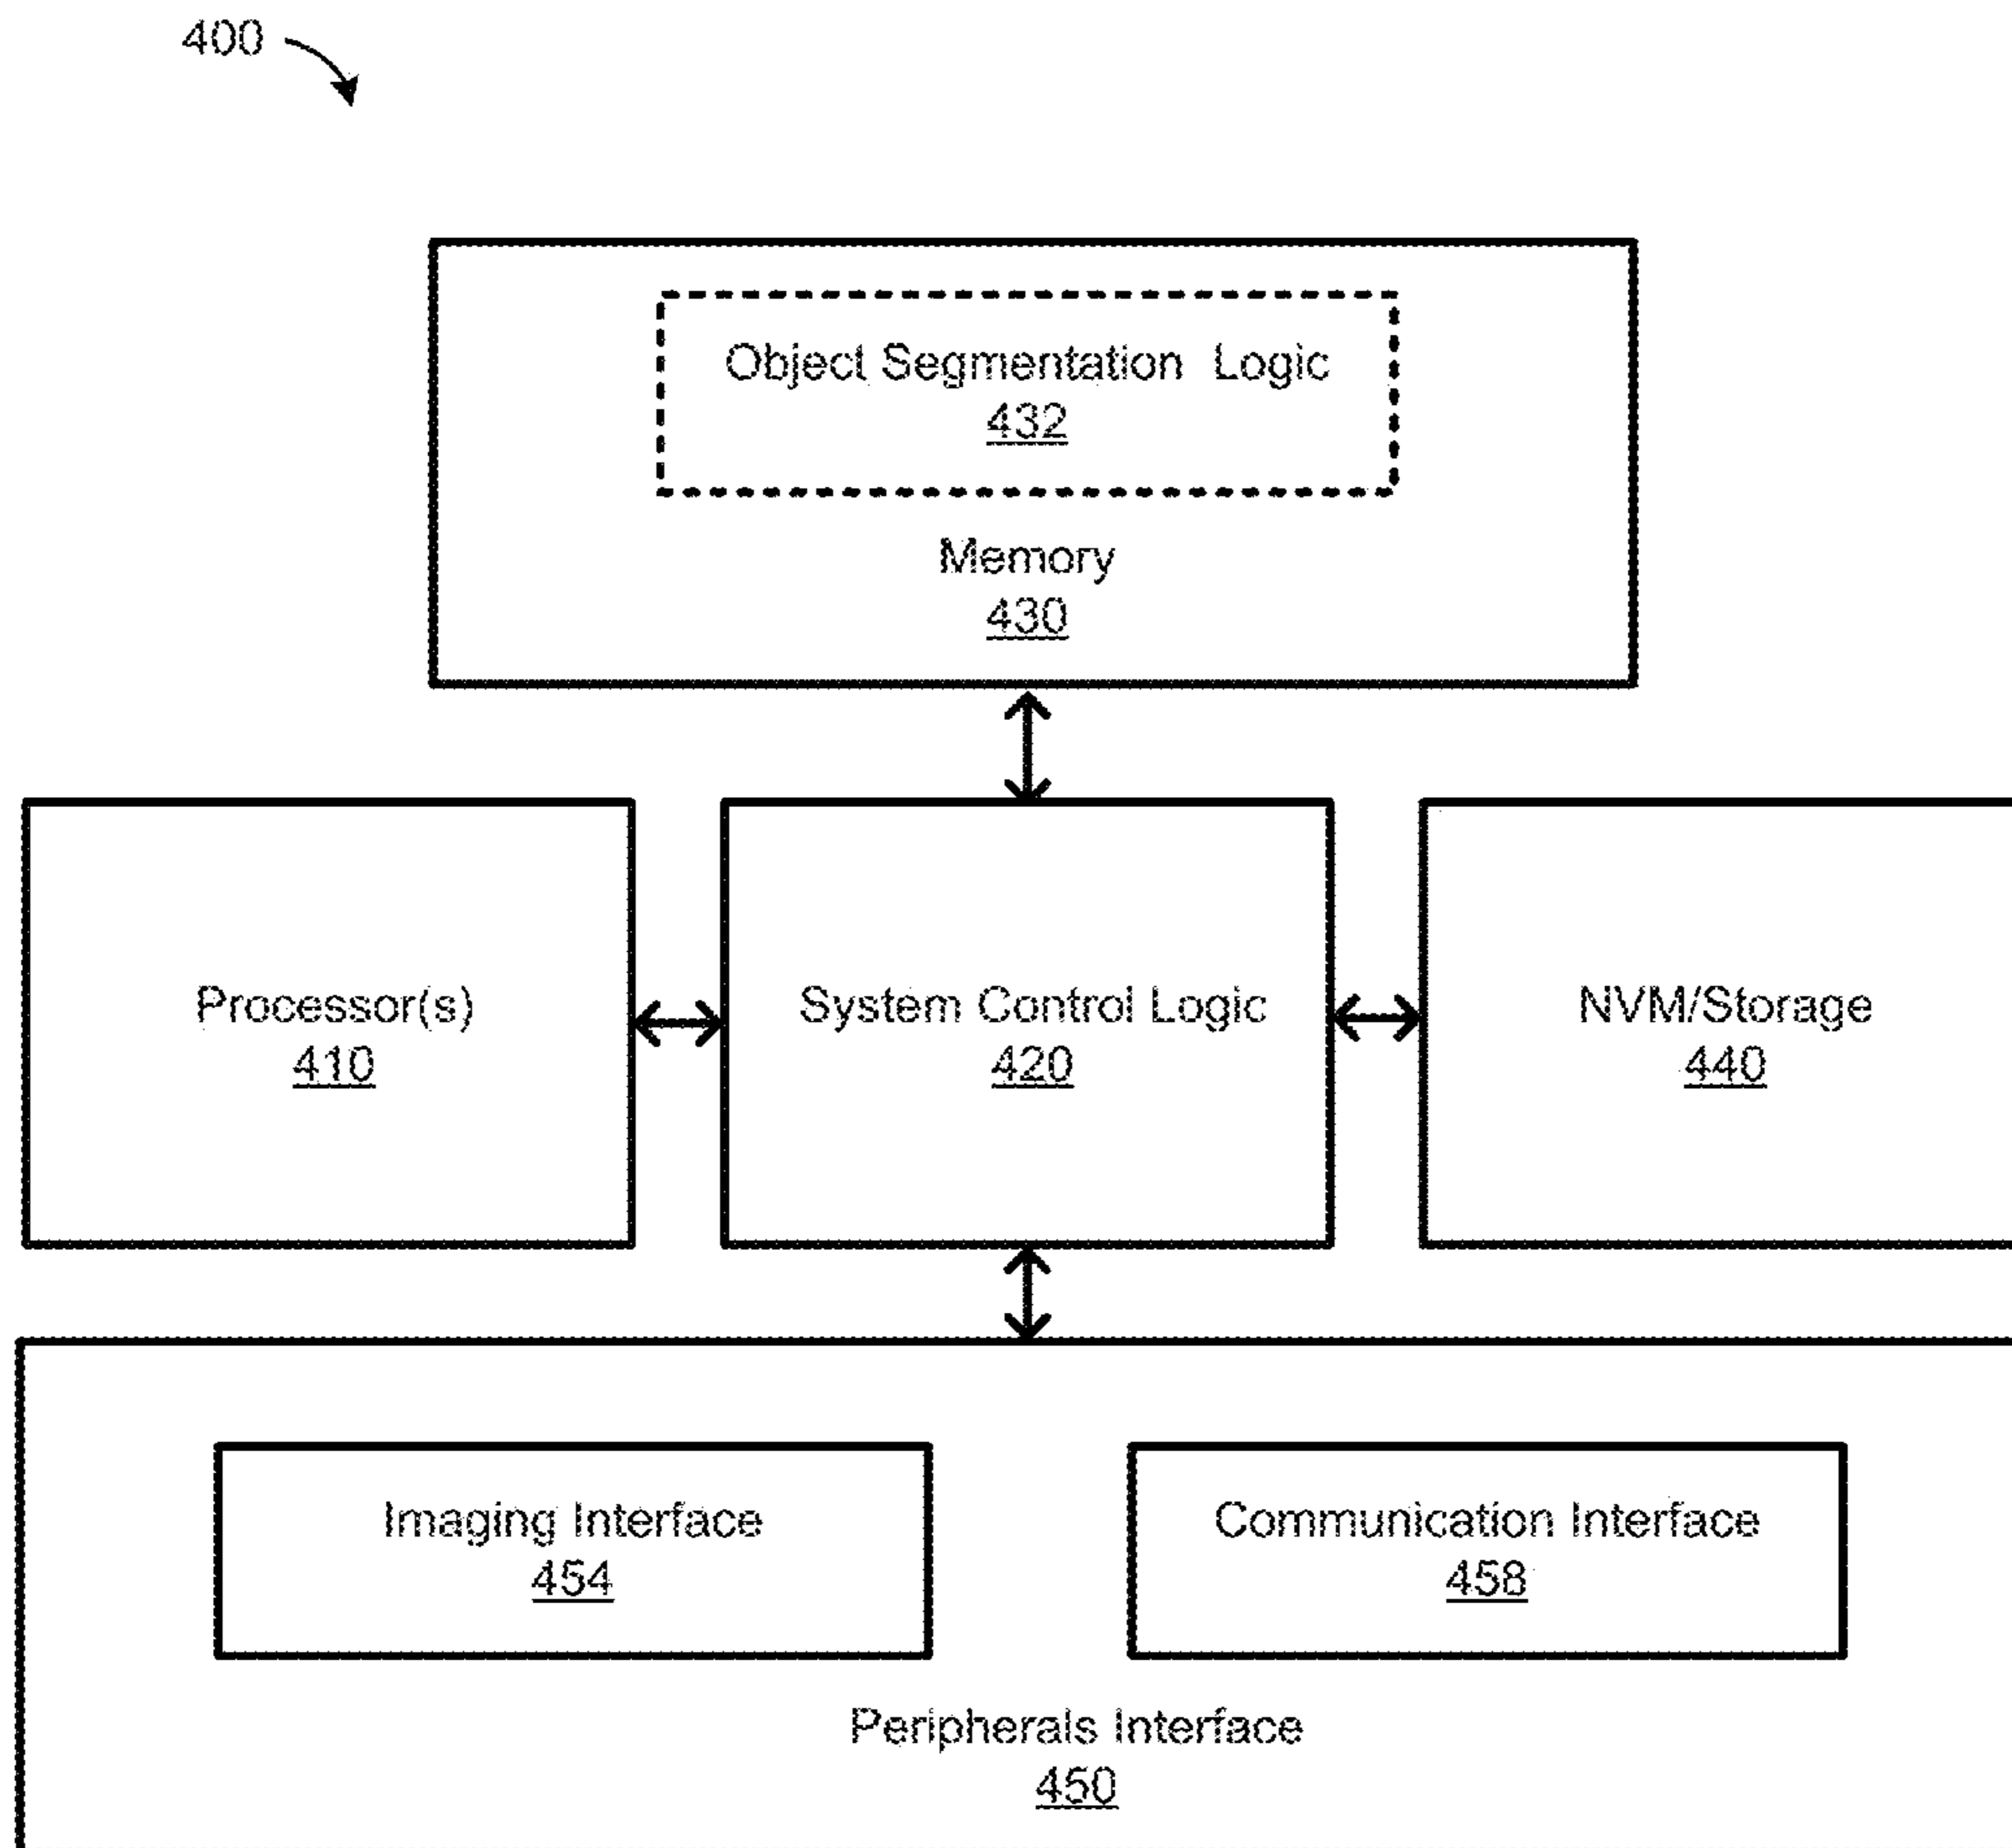 400
Object Segmentation Logic
432
Memory
430
Processor(s)
410
System Control Logic
420
NVM/Storage
440
Imaging Interface
454
Communication Interface
458
Peripherals Interface
450